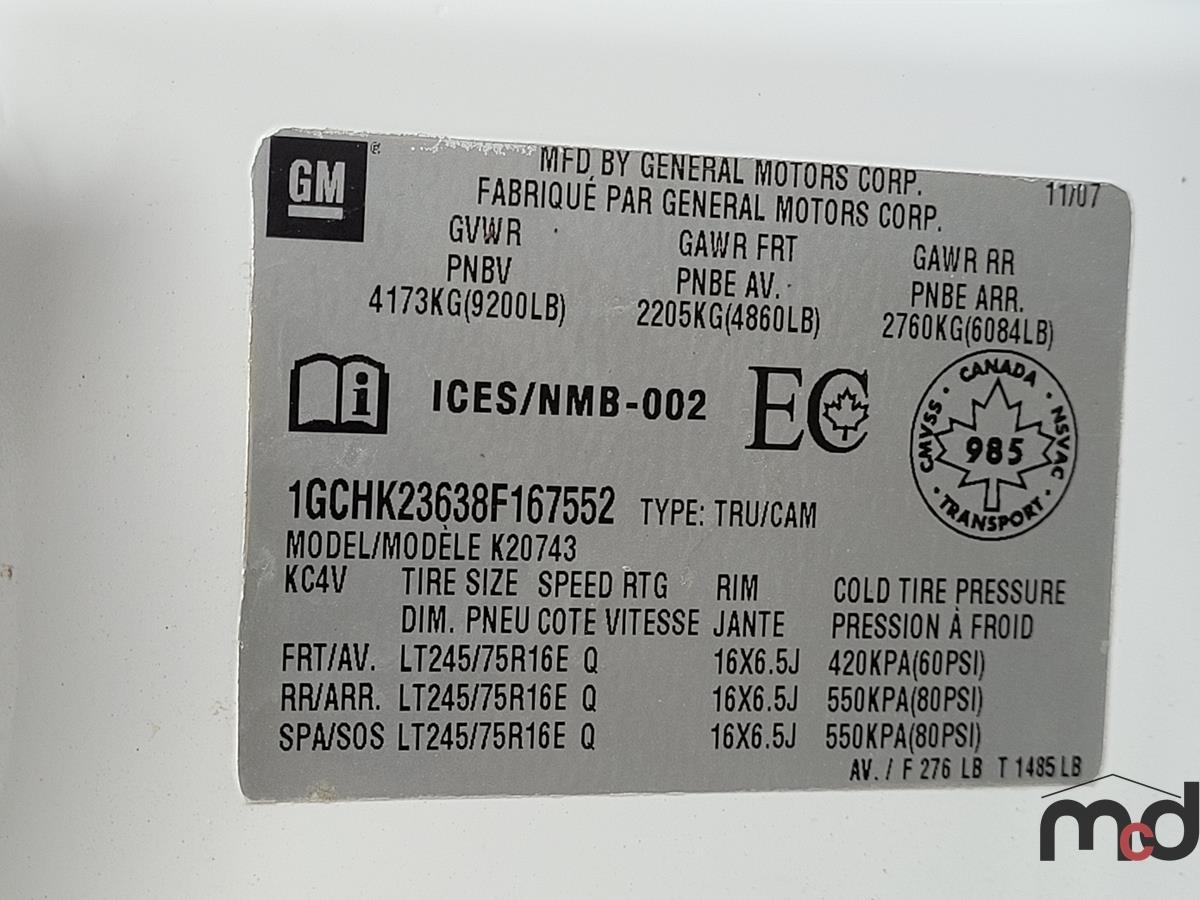 GM
MFD BY GENERAL MOTORS CORP.
11/07
FABRIQUÉ PAR GENERAL MOTORS CORP.
GVWR GAWR FRT GAWR RR
PNBV PNBE AV. PNBE ARR.
4173KG(9200LB) 2205KG(4860LB) 2760KG(6084LB)
i ICES/NMB-002 EC
CANADA
CMVSS 985 NSVAC
TRANSPORT
1GCHK23638F167552 TYPE: TRU/CAM
MODEL/MODÈLE K20743
KC4V TIRE SIZE SPEED RTG RIM COLD TIRE PRESSURE
DIM. PNEU COTE VITESSE JANTE PRESSION À FROID
FRT/AV. LT245/75R16E Q 16X6.5J 420KPA(60PSI)
RR/ARR. LT245/75R16E Q 16X6.5J 550KPA(80PSI)
SPA/SOS LT245/75R16E Q 16X6.5J 550KPA(80PSI)
AV. / F 276 LB T 1485 LB
mcd